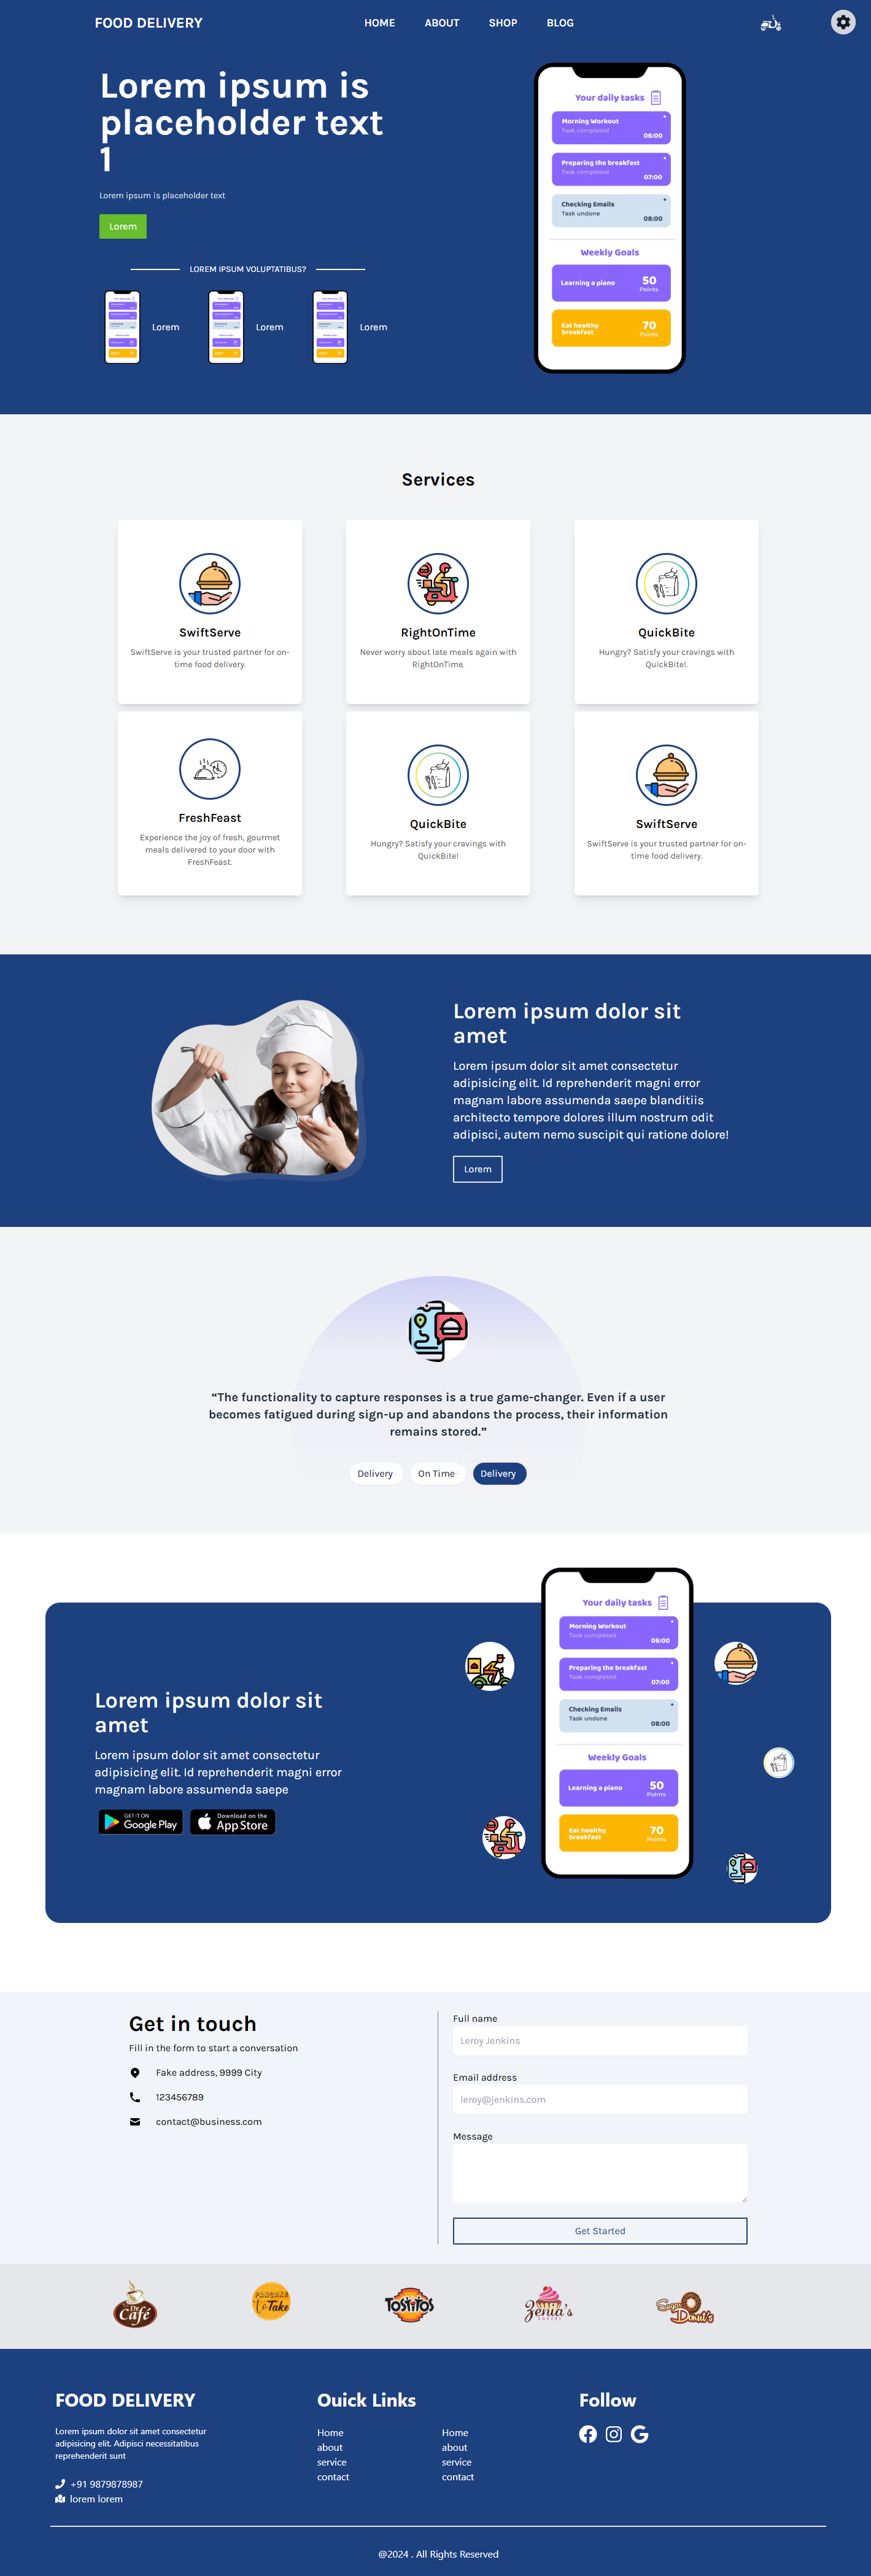 FOOD DELIVERY
HOME
ABOUT
SHOP
BLOG
Lorem ipsum is
placeholder text
1
Lorem ipsum is placeholder text
Lorem
LOREM IPSUM VOLUPTATIBUS?
Lorem
Lorem
Lorem
Your daily tasks
Morning Workout
Task completed
06:00
Preparing the breakfast
Task completed
07:00
Checking Emails
Task undone
08:00
Weekly Goals
Learning a piano
50
Points
Eat healthy
breakfast
70
Points
Services
SwiftServe
SwiftServe is your trusted partner for on-
time food delivery.
RightOnTime
Never worry about late meals again with
RightOnTime.
QuickBite
Hungry? Satisfy your cravings with
QuickBite!.
FreshFeast
Experience the joy of fresh, gourmet
meals delivered to your door with
FreshFeast.
QuickBite
Hungry? Satisfy your cravings with
QuickBite!
SwiftServe
SwiftServe is your trusted partner for on-
time food delivery.
Lorem ipsum dolor sit
amet
Lorem ipsum dolor sit amet consectetur
adipisicing elit. Id reprehenderit magni error
magnam labore assumenda saepe blanditiis
architecto tempore dolores illum nostrum odit
adipisci, autem nemo suscipit qui ratione dolore!
Lorem
“The functionality to capture responses is a true game-changer. Even if a user
becomes fatigued during sign-up and abandons the process, their information
remains stored.”
Delivery
On Time
Delivery
Lorem ipsum dolor sit
amet
Lorem ipsum dolor sit amet consectetur
adipisicing elit. Id reprehenderit magni error
magnam labore assumenda saepe
GET IT ON
Google Play
Download on the
App Store
Your daily tasks
Morning Workout
Task completed
06:00
Preparing the breakfast
Task completed
07:00
Checking Emails
Task undone
08:00
Weekly Goals
Learning a piano
50
Points
Eat healthy
breakfast
70
Points
Get in touch
Fill in the form to start a conversation
Fake address, 9999 City
123456789
contact@business.com
Full name
Leroy Jenkins
Email address
leroy@jenkins.com
Message
Get Started
De
Café
PANCAKE
to Take
Tostitos
Zenia's
BAKERY
Sugar
Donut's
FOOD DELIVERY
Lorem ipsum dolor sit amet consectetur
adipisicing elit. Adipisci necessitatibus
reprehenderit sunt
+91 9879878987
lorem lorem
Ouick Links
Home
about
service
contact
Home
about
service
contact
Follow
@2024 . All Rights Reserved